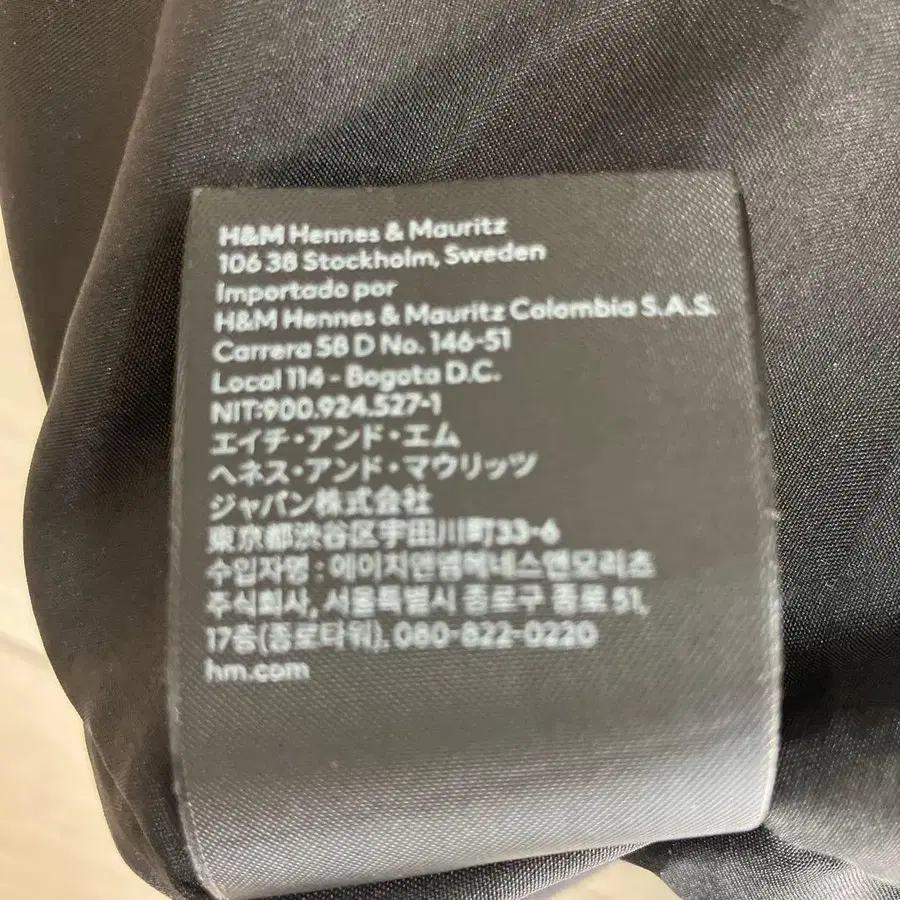 H&M Hennes & Mauritz
106 38 Stockholm, Sweden
Importado por
H&M Hennes & Mauritz Colombia S.A.S.
Carrera 58 D No. 146-51
Local 114 - Bogota D.C.
NIT:900.924.527-1
エイチ・アンド・エム
ヘネス・アンド・マウリッツ
ジャパン株式会社
東京都渋谷区宇田川町33-6
수입자명 : 에이치앤엠헤네스앤모리츠
주식회사, 서울특별시 종로구 종로 51,
17층(종로타워), 080-822-0220
hm.com